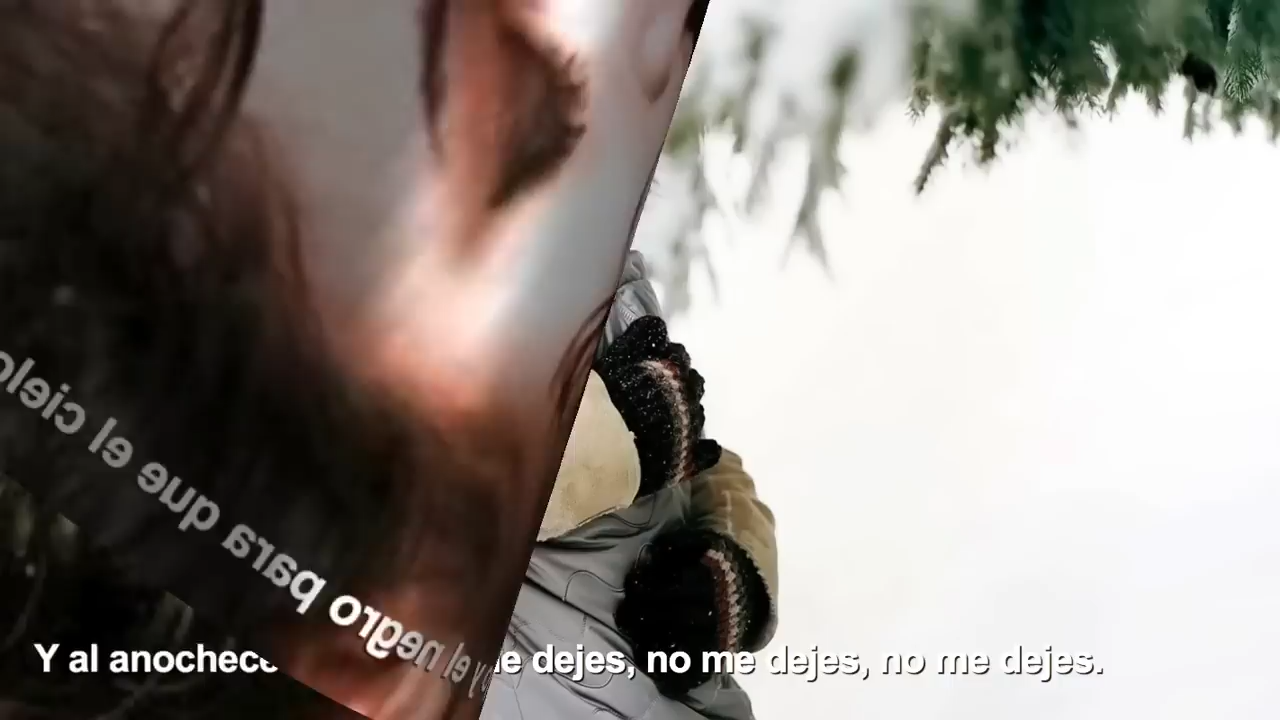 y el negro para que el cielo
Y al anochece e dejes, no me dejes, no me dejes.